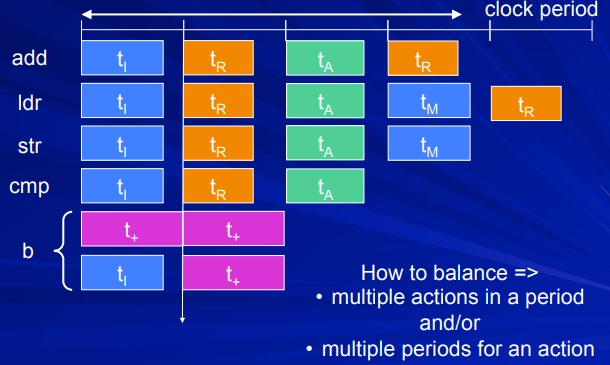 clock period
add t_I t_R t_A t_R
ldr t_I t_R t_A t_M t_R
str t_I t_R t_A t_M
cmp t_I t_R t_A
b t_+ t_+
t_I t_+
How to balance =>
• multiple actions in a period
and/or
• multiple periods for an action